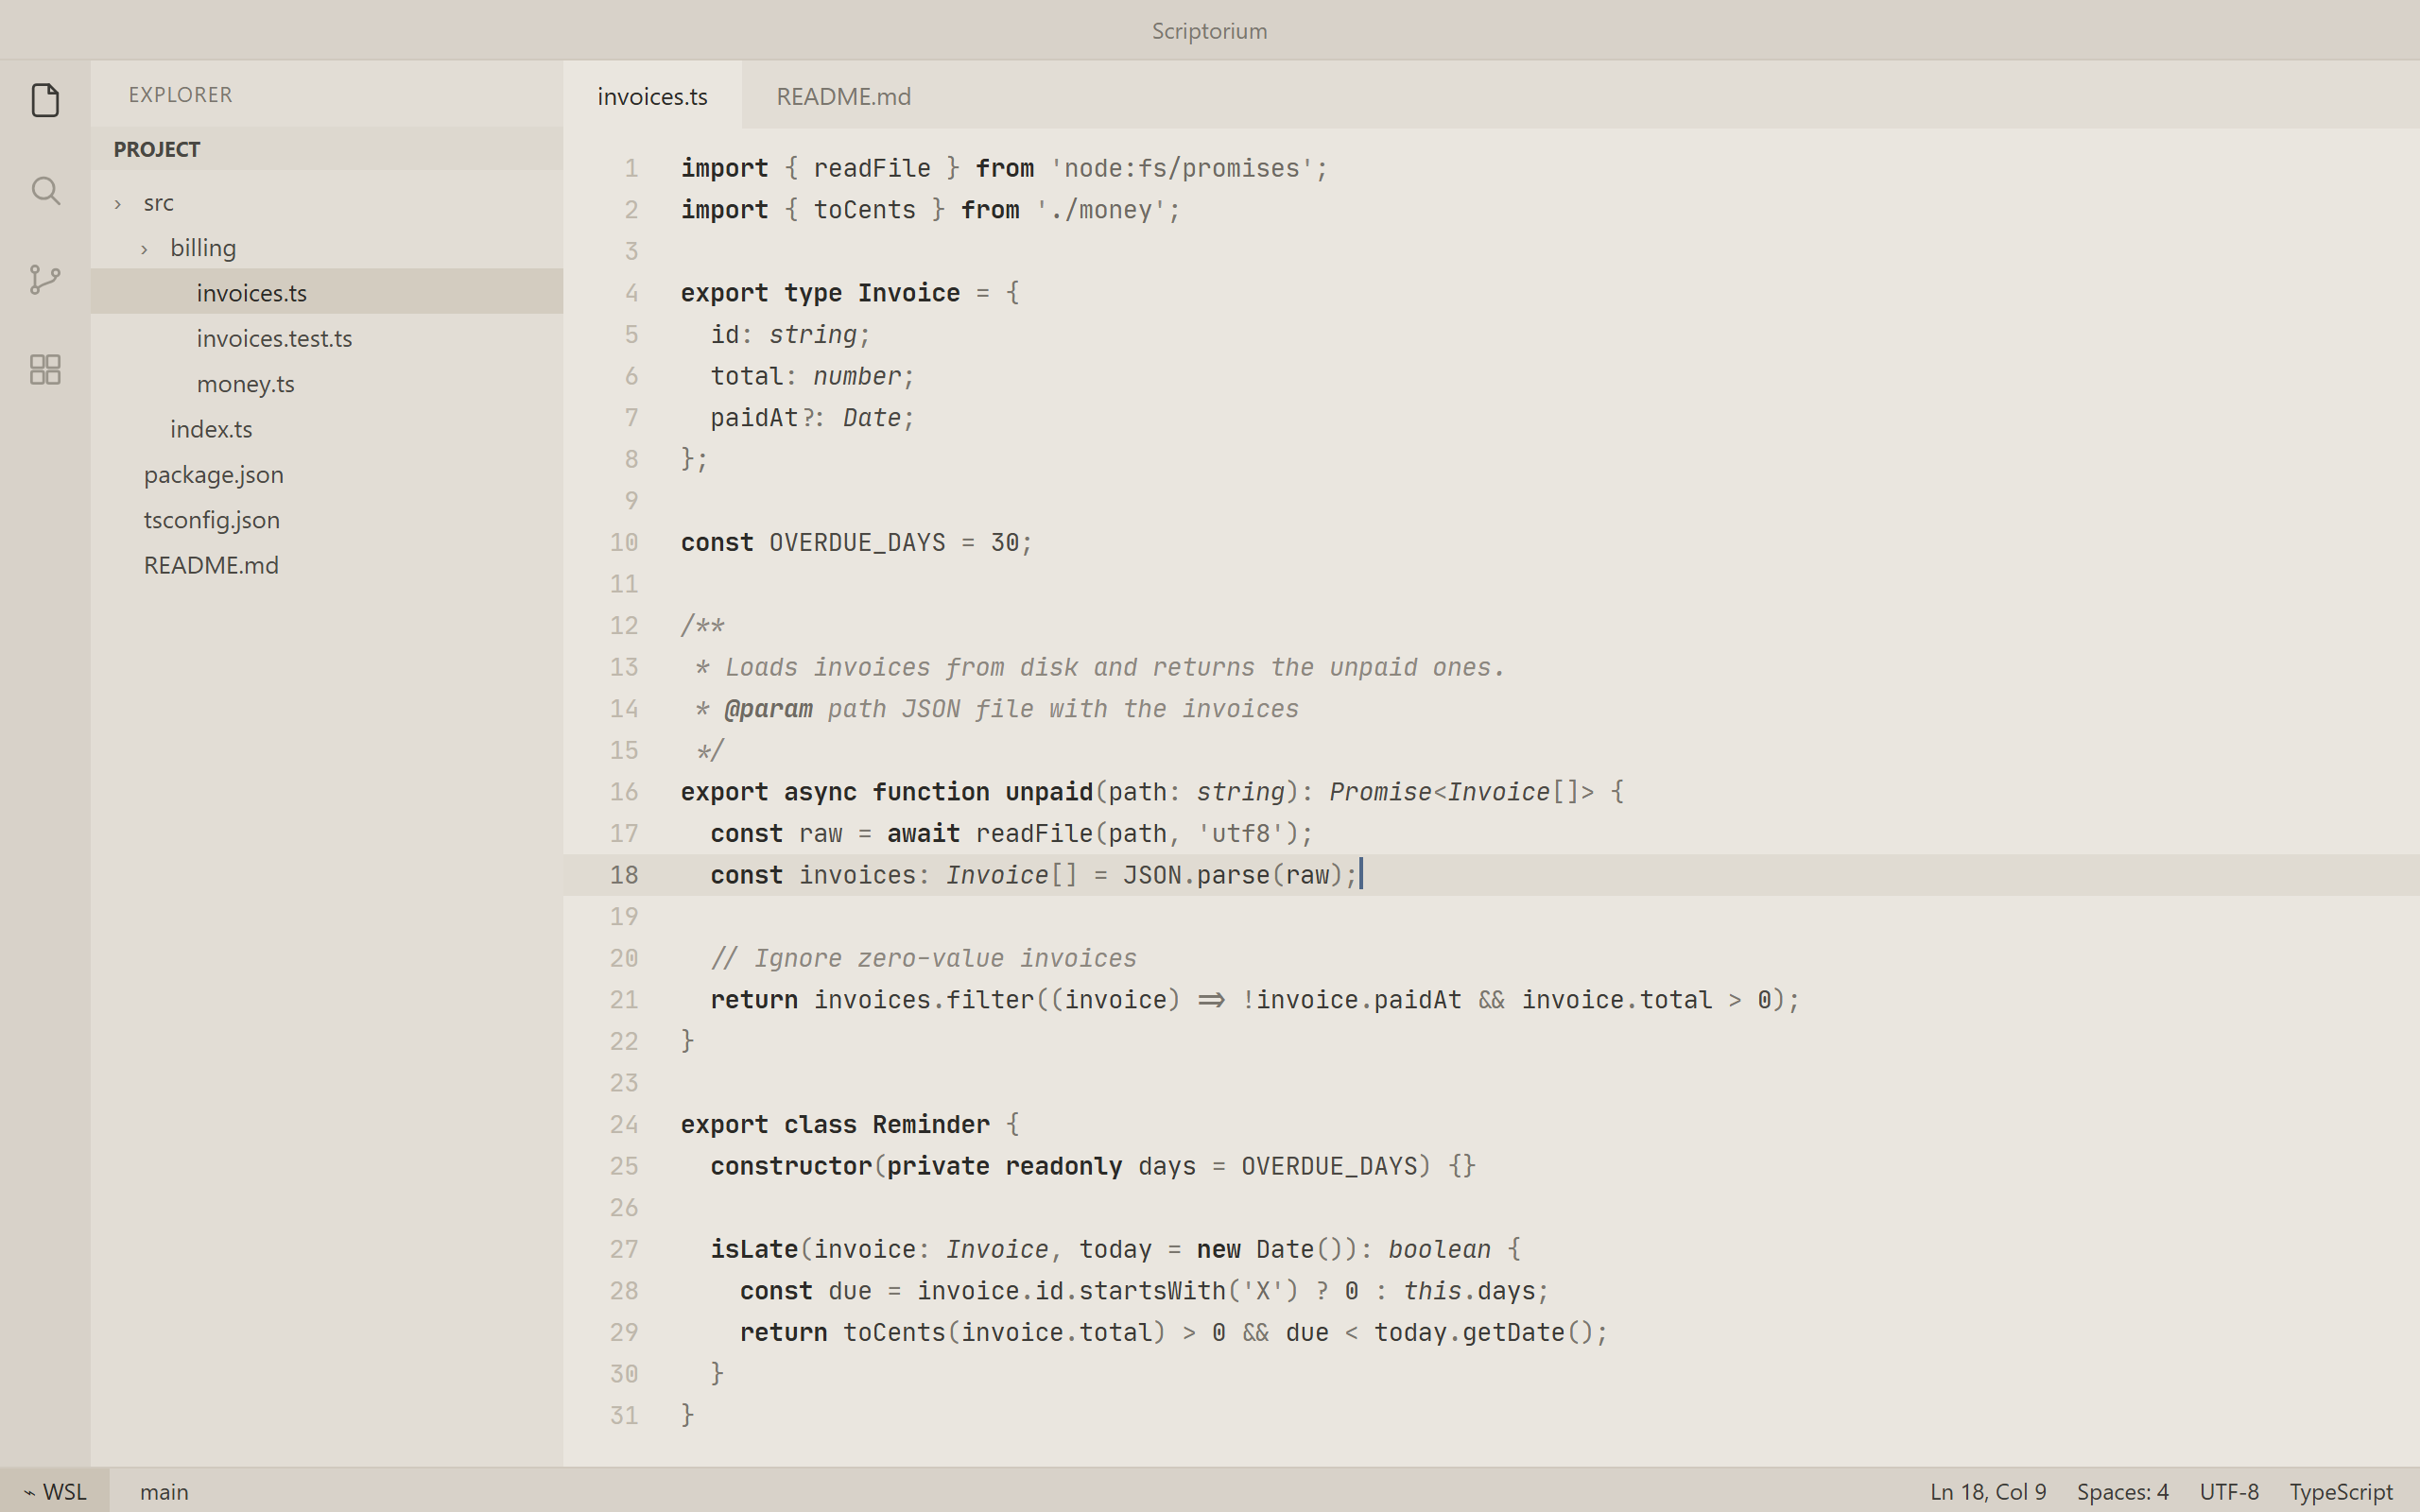 Scriptorium
EXPLORER
PROJECT
› src
› billing
invoices.ts
invoices.test.ts
money.ts
index.ts
package.json
tsconfig.json
README.md
invoices.ts README.md
1 import { readFile } from 'node:fs/promises';
2 import { toCents } from './money';
3
4 export type Invoice = {
5   id: string;
6   total: number;
7   paidAt?: Date;
8 };
9
10 const OVERDUE_DAYS = 30;
11
12 /**
13  * Loads invoices from disk and returns the unpaid ones.
14  * @param path JSON file with the invoices
15  */
16 export async function unpaid(path: string): Promise<Invoice[]> {
17   const raw = await readFile(path, 'utf8');
18   const invoices: Invoice[] = JSON.parse(raw);
19
20   // Ignore zero-value invoices
21   return invoices.filter((invoice) => !invoice.paidAt && invoice.total > 0);
22 }
23
24 export class Reminder {
25   constructor(private readonly days = OVERDUE_DAYS) {}
26
27   isLate(invoice: Invoice, today = new Date()): boolean {
28     const due = invoice.id.startsWith('X') ? 0 : this.days;
29     return toCents(invoice.total) > 0 && due < today.getDate();
30   }
31 }
WSL main Ln 18, Col 9 Spaces: 4 UTF-8 TypeScript